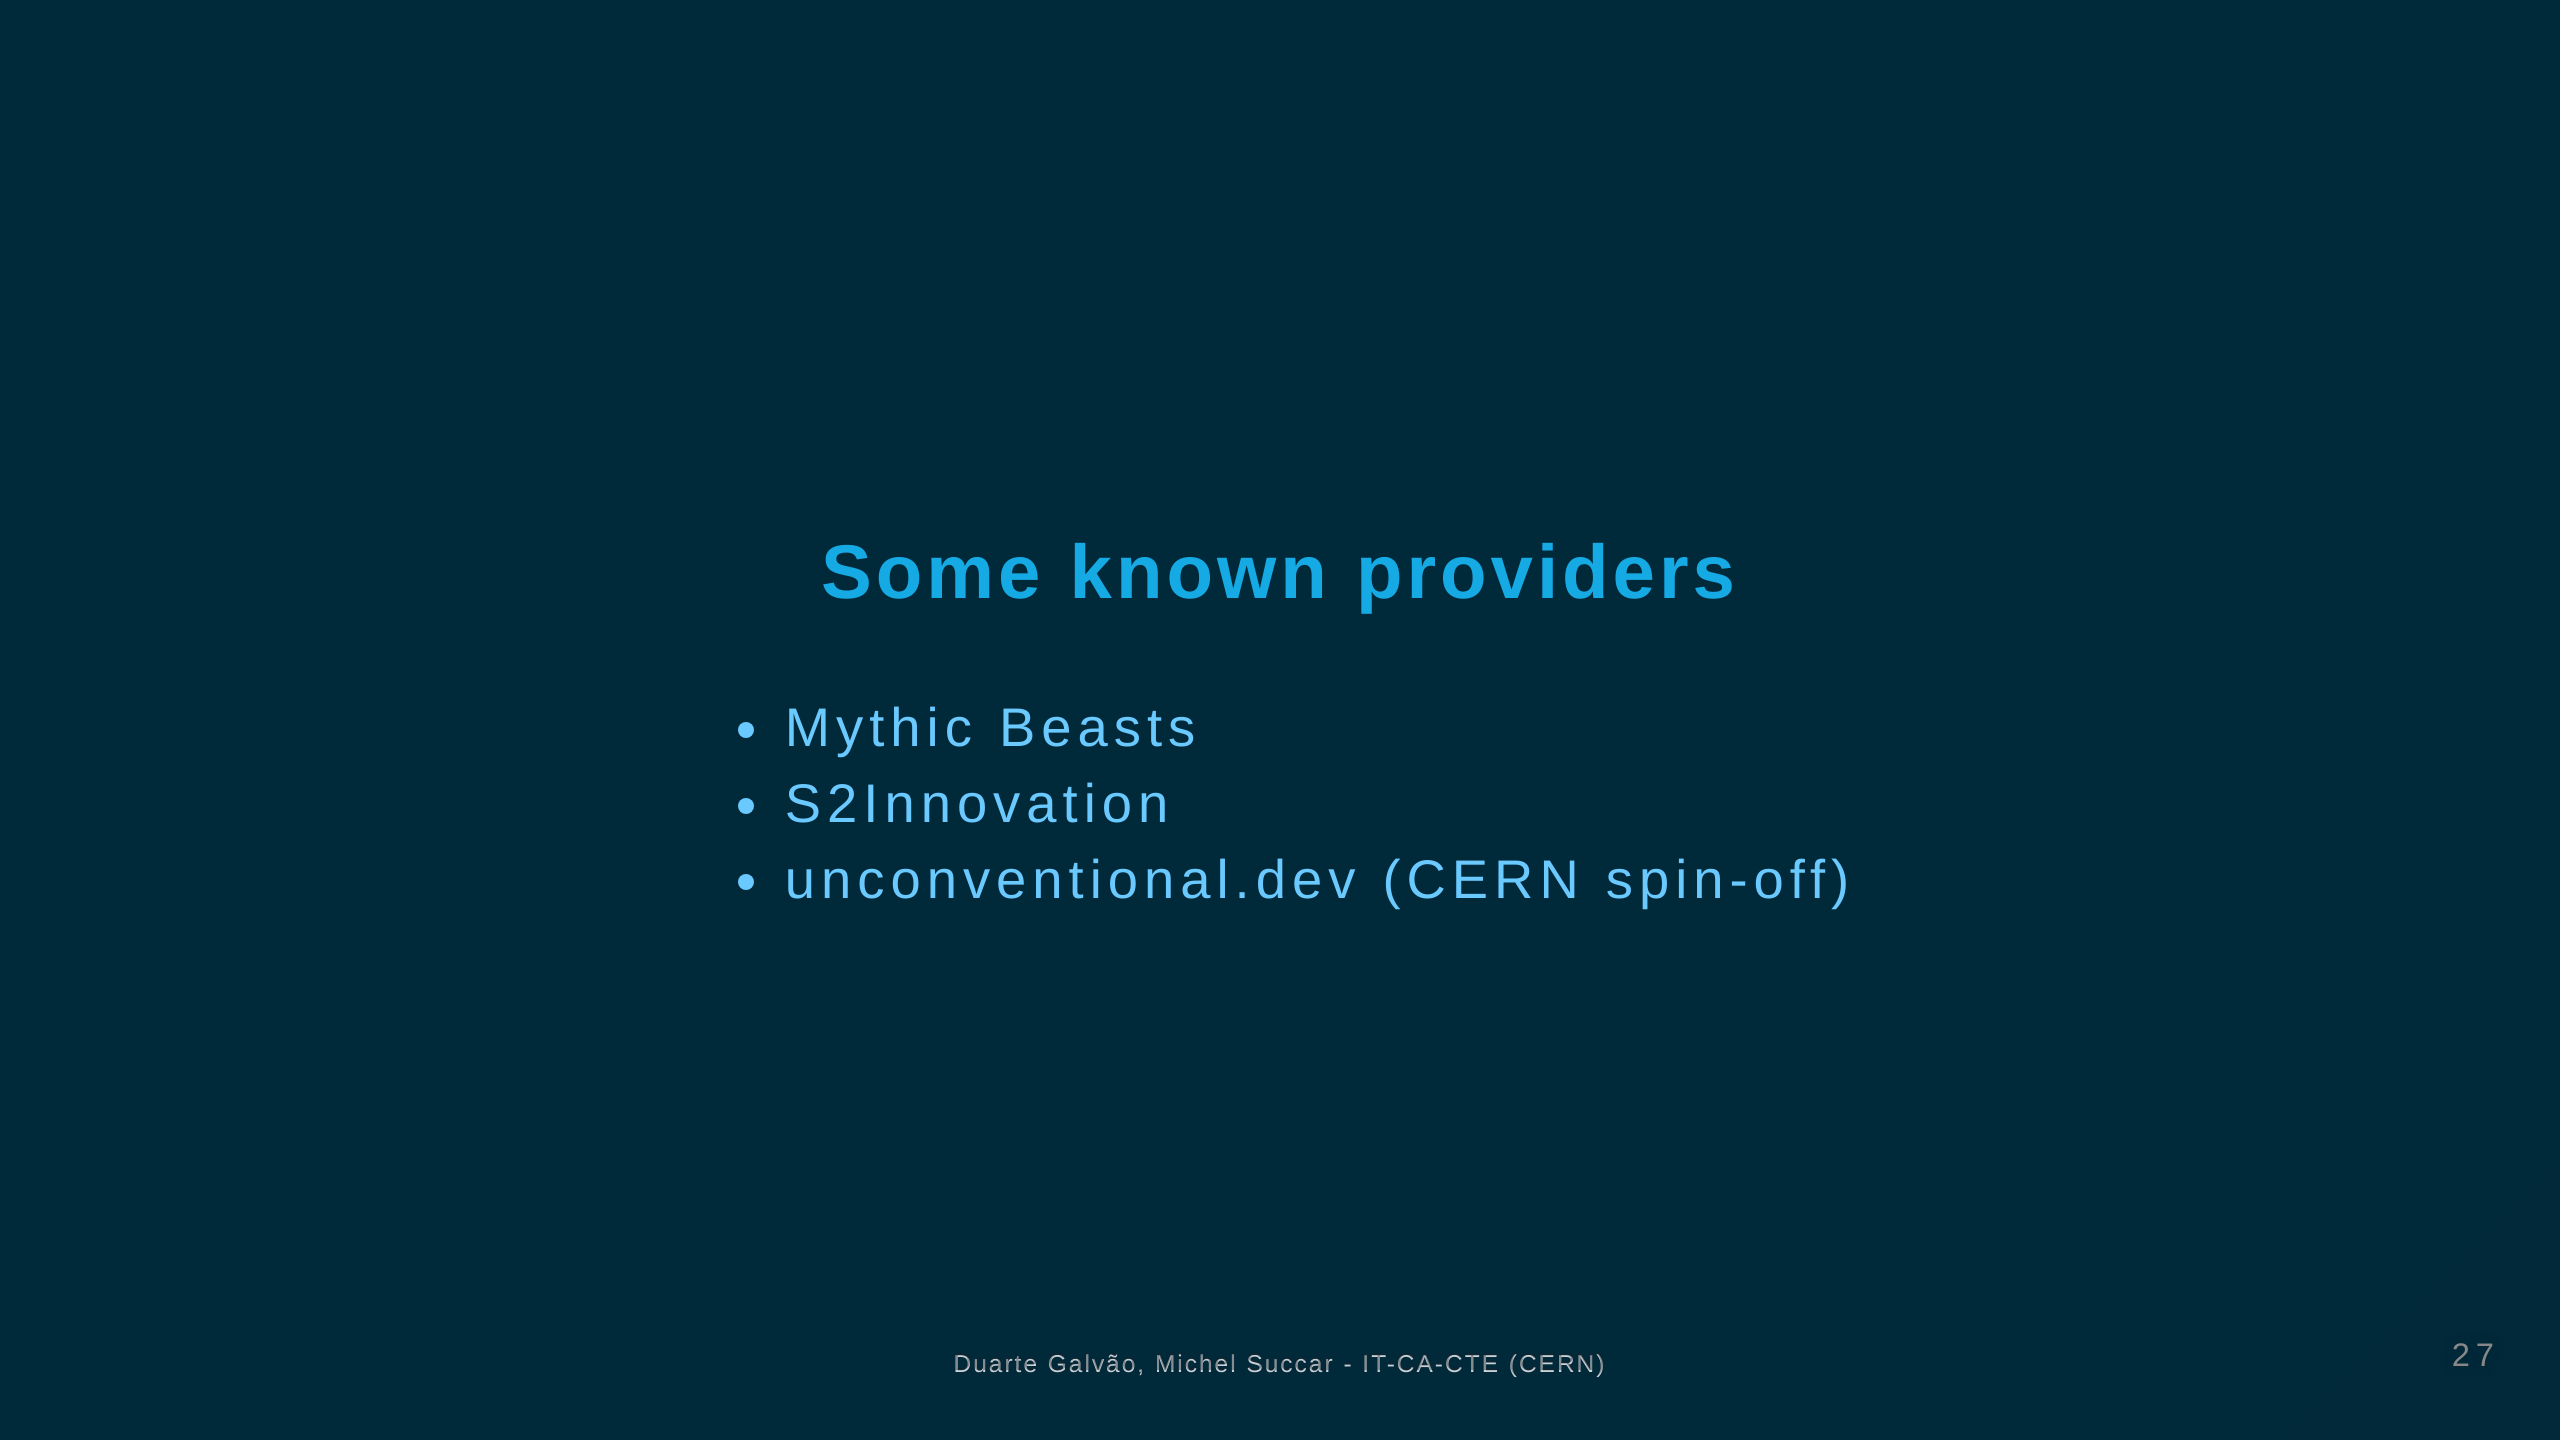 Some known providers
• Mythic Beasts
• S2Innovation
• unconventional.dev (CERN spin-off)
Duarte Galvão, Michel Succar - IT-CA-CTE (CERN)
27